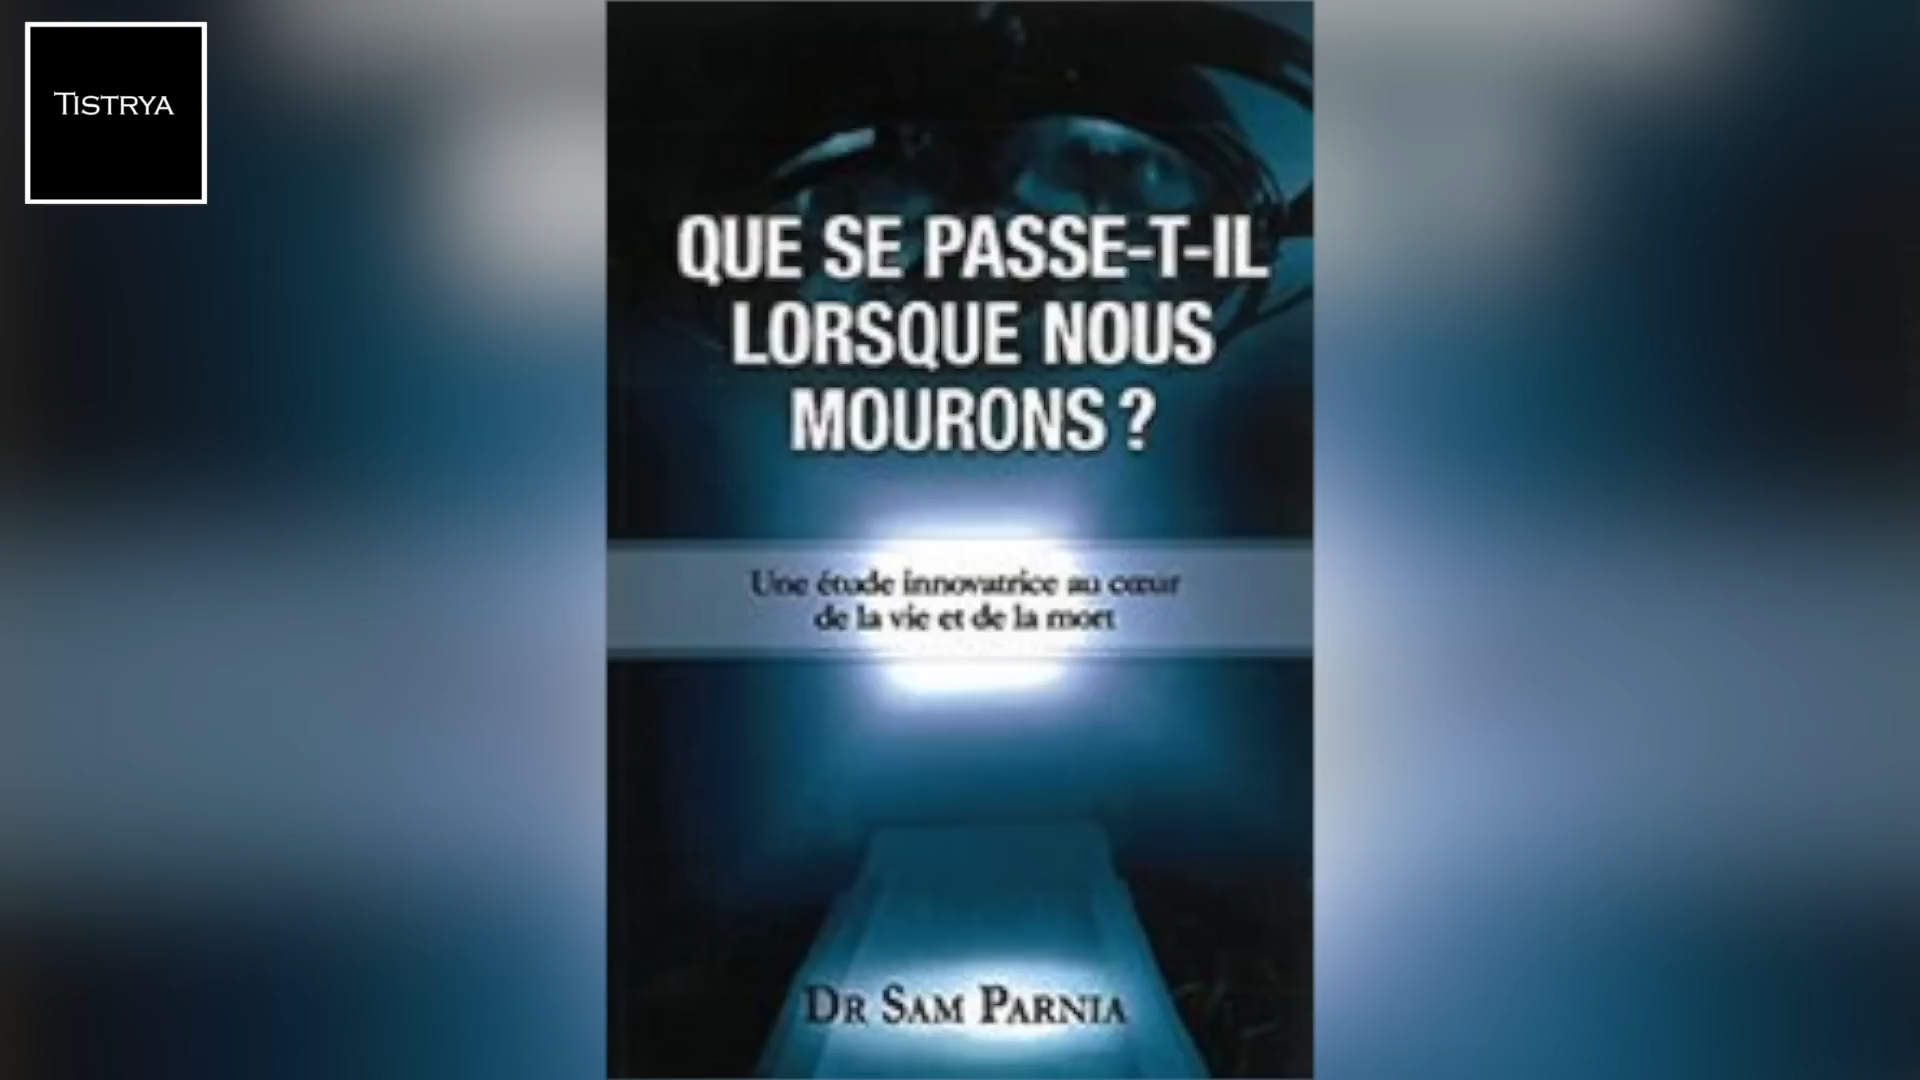 TISTRYA
QUE SE PASSE-T-IL
LORSQUE NOUS
MOURONS ?
Une étude innovatrice au cœur
de la vie et de la mort
DR SAM PARNIA